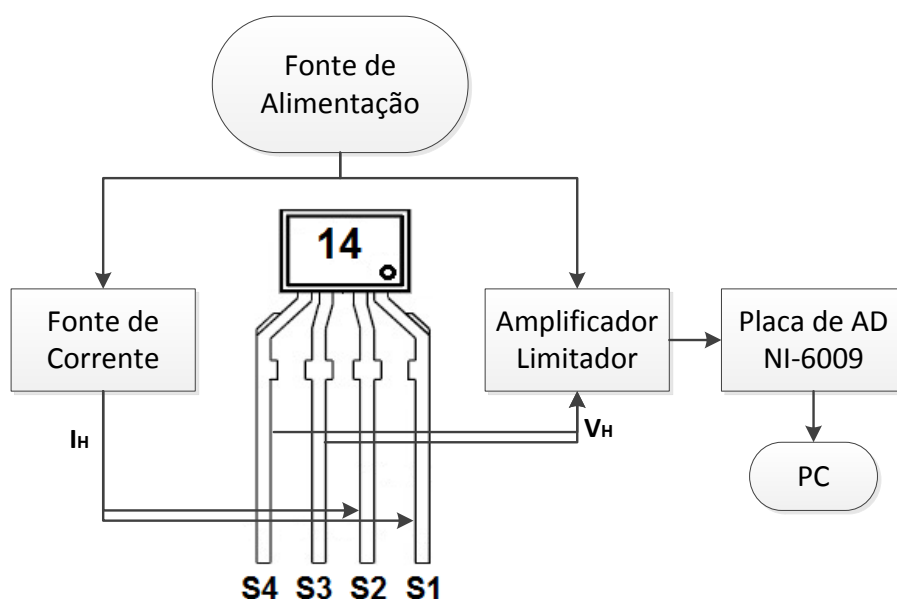 Fonte de
Alimentação
14
Fonte de
Corrente
Amplificador
Limitador
Placa de AD
NI-6009
IH
VH
PC
S4 S3 S2 S1